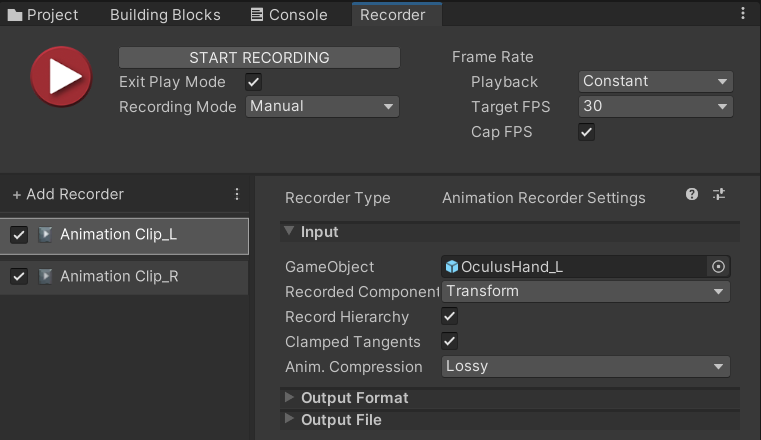 Project Building Blocks Console Recorder
START RECORDING
Exit Play Mode
Recording Mode Manual
Frame Rate
Playback Constant
Target FPS 30
Cap FPS
+ Add Recorder
Animation Clip_L
Animation Clip_R
Recorder Type Animation Recorder Settings
Input
GameObject OculusHand_L
Recorded Component Transform
Record Hierarchy
Clamped Tangents
Anim. Compression Lossy
Output Format
Output File